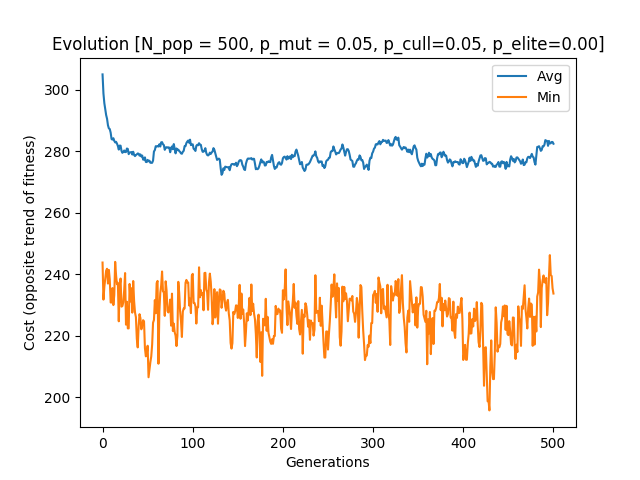 Evolution [N_pop = 500, p_mut = 0.05, p_cull=0.05, p_elite=0.00]
Avg
Min
300
280
260
240
220
200
Cost (opposite trend of fitness)
0 100 200 300 400 500
Generations